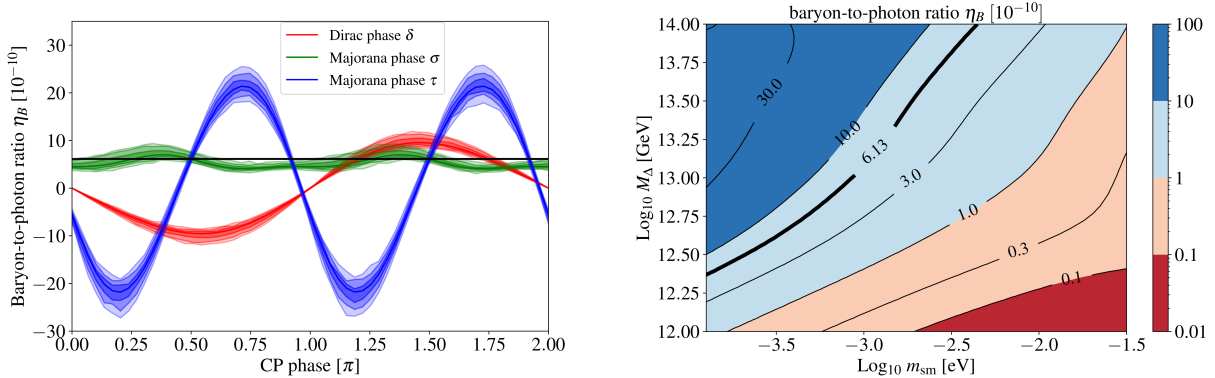 Baryon-to-photon ratio η_B [10⁻¹⁰]
30
20
10
0
−10
−20
−30
Dirac phase δ
Majorana phase σ
Majorana phase τ
0.00 0.25 0.50 0.75 1.00 1.25 1.50 1.75 2.00
CP phase [π]
baryon-to-photon ratio η_B [10⁻¹⁰]
Log₁₀ M_Δ [GeV]
14.00
13.75
13.50
13.25
13.00
12.75
12.50
12.25
12.00
30.0
10.0
6.13
3.0
1.0
0.3
0.1
−3.5 −3.0 −2.5 −2.0 −1.5
Log₁₀ m_sm [eV]
100
10
1
0.1
0.01